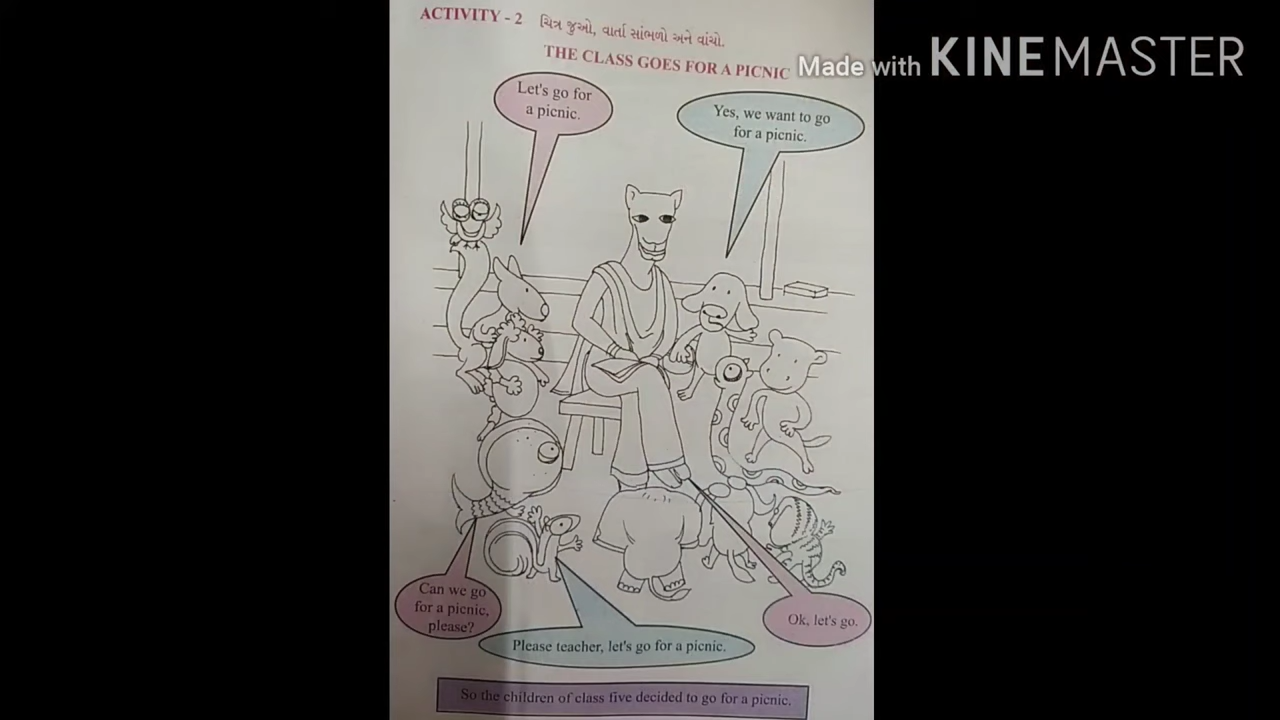 ACTIVITY - 2 ચિત્ર જુઓ, વાર્તા સાંભળો અને વાંચો.
THE CLASS GOES FOR A PICNIC
Made with KINEMASTER
Let's go for
a picnic.
Yes, we want to go
for a picnic.
Can we go
for a picnic,
please?
Please teacher, let's go for a picnic.
Ok, let's go.
So the children of class five decided to go for a picnic.